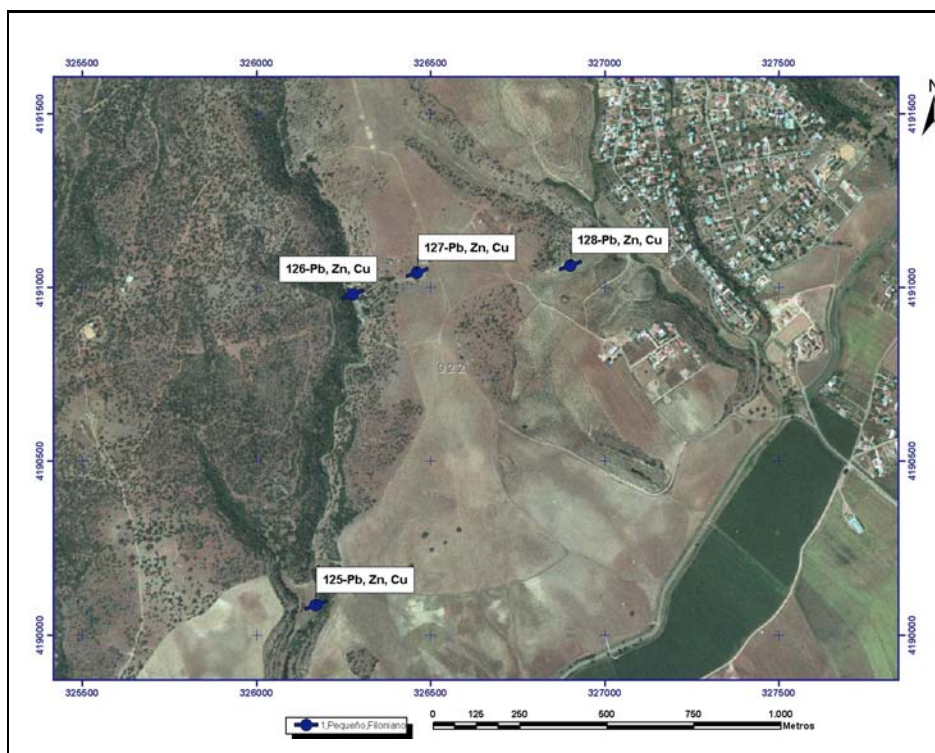 325500 326000 326500 327000 327500
N
4191500 4191500
127-Pb, Zn, Cu
128-Pb, Zn, Cu
126-Pb, Zn, Cu
4191000 4191000
922
4190500 4190500
125-Pb, Zn, Cu
4190000 4190000
325500 326000 326500 327000 327500
1,Pequeño,Filoniano
0 125 250 500 750 1.000
Metros